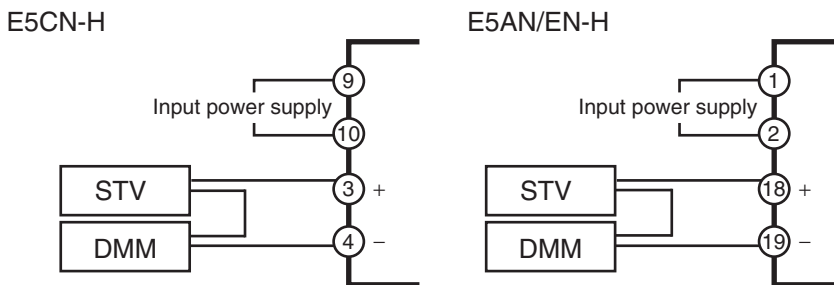 E5CN-H
9
Input power supply
10
STV
3 +
DMM
4 −
E5AN/EN-H
1
Input power supply
2
STV
18 +
DMM
19 −